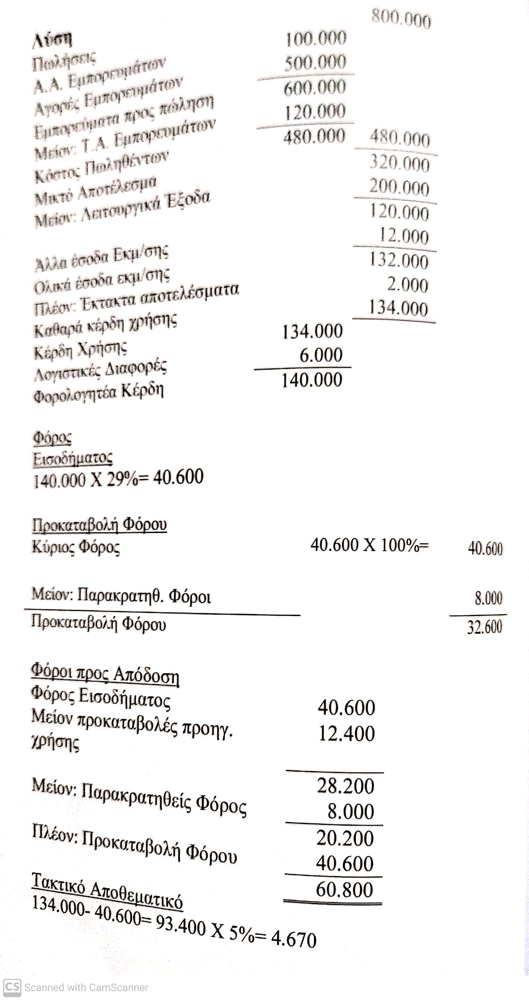 800.000
Λύση
Πωλήσεις
Α.Α. Εμπορευμάτων 100.000
Αγορές Εμπορευμάτων 500.000
Εμπορεύματα προς πώληση 600.000
Μείον: Τ.Α. Εμπορευμάτων 120.000
Κόστος Πωληθέντων 480.000 480.000
Μικτό Αποτέλεσμα 320.000
Μείον: Λειτουργικά Έξοδα 200.000
120.000
Άλλα έσοδα Εκμ/σης 12.000
Ολικά έσοδα εκμ/σης 132.000
Πλέον: Έκτακτα αποτελέσματα 2.000
Καθαρά κέρδη χρήσης 134.000
Κέρδη Χρήσης 134.000
Λογιστικές Διαφορές 6.000
Φορολογητέα Κέρδη 140.000
Φόρος
Εισοδήματος
140.000 Χ 29%= 40.600
Προκαταβολή Φόρου
Κύριος Φόρος 40.600 Χ 100%= 40.600
Μείον: Παρακρατηθ. Φόροι 8.000
Προκαταβολή Φόρου 32.600
Φόροι προς Απόδοση
Φόρος Εισοδήματος 40.600
Μείον προκαταβολές προηγ. 12.400
χρήσης
28.200
Μείον: Παρακρατηθείς Φόρος 8.000
20.200
Πλέον: Προκαταβολή Φόρου 40.600
60.800
Τακτικό Αποθεματικό
134.000- 40.600= 93.400 Χ 5%= 4.670
CS Scanned with CamScanner